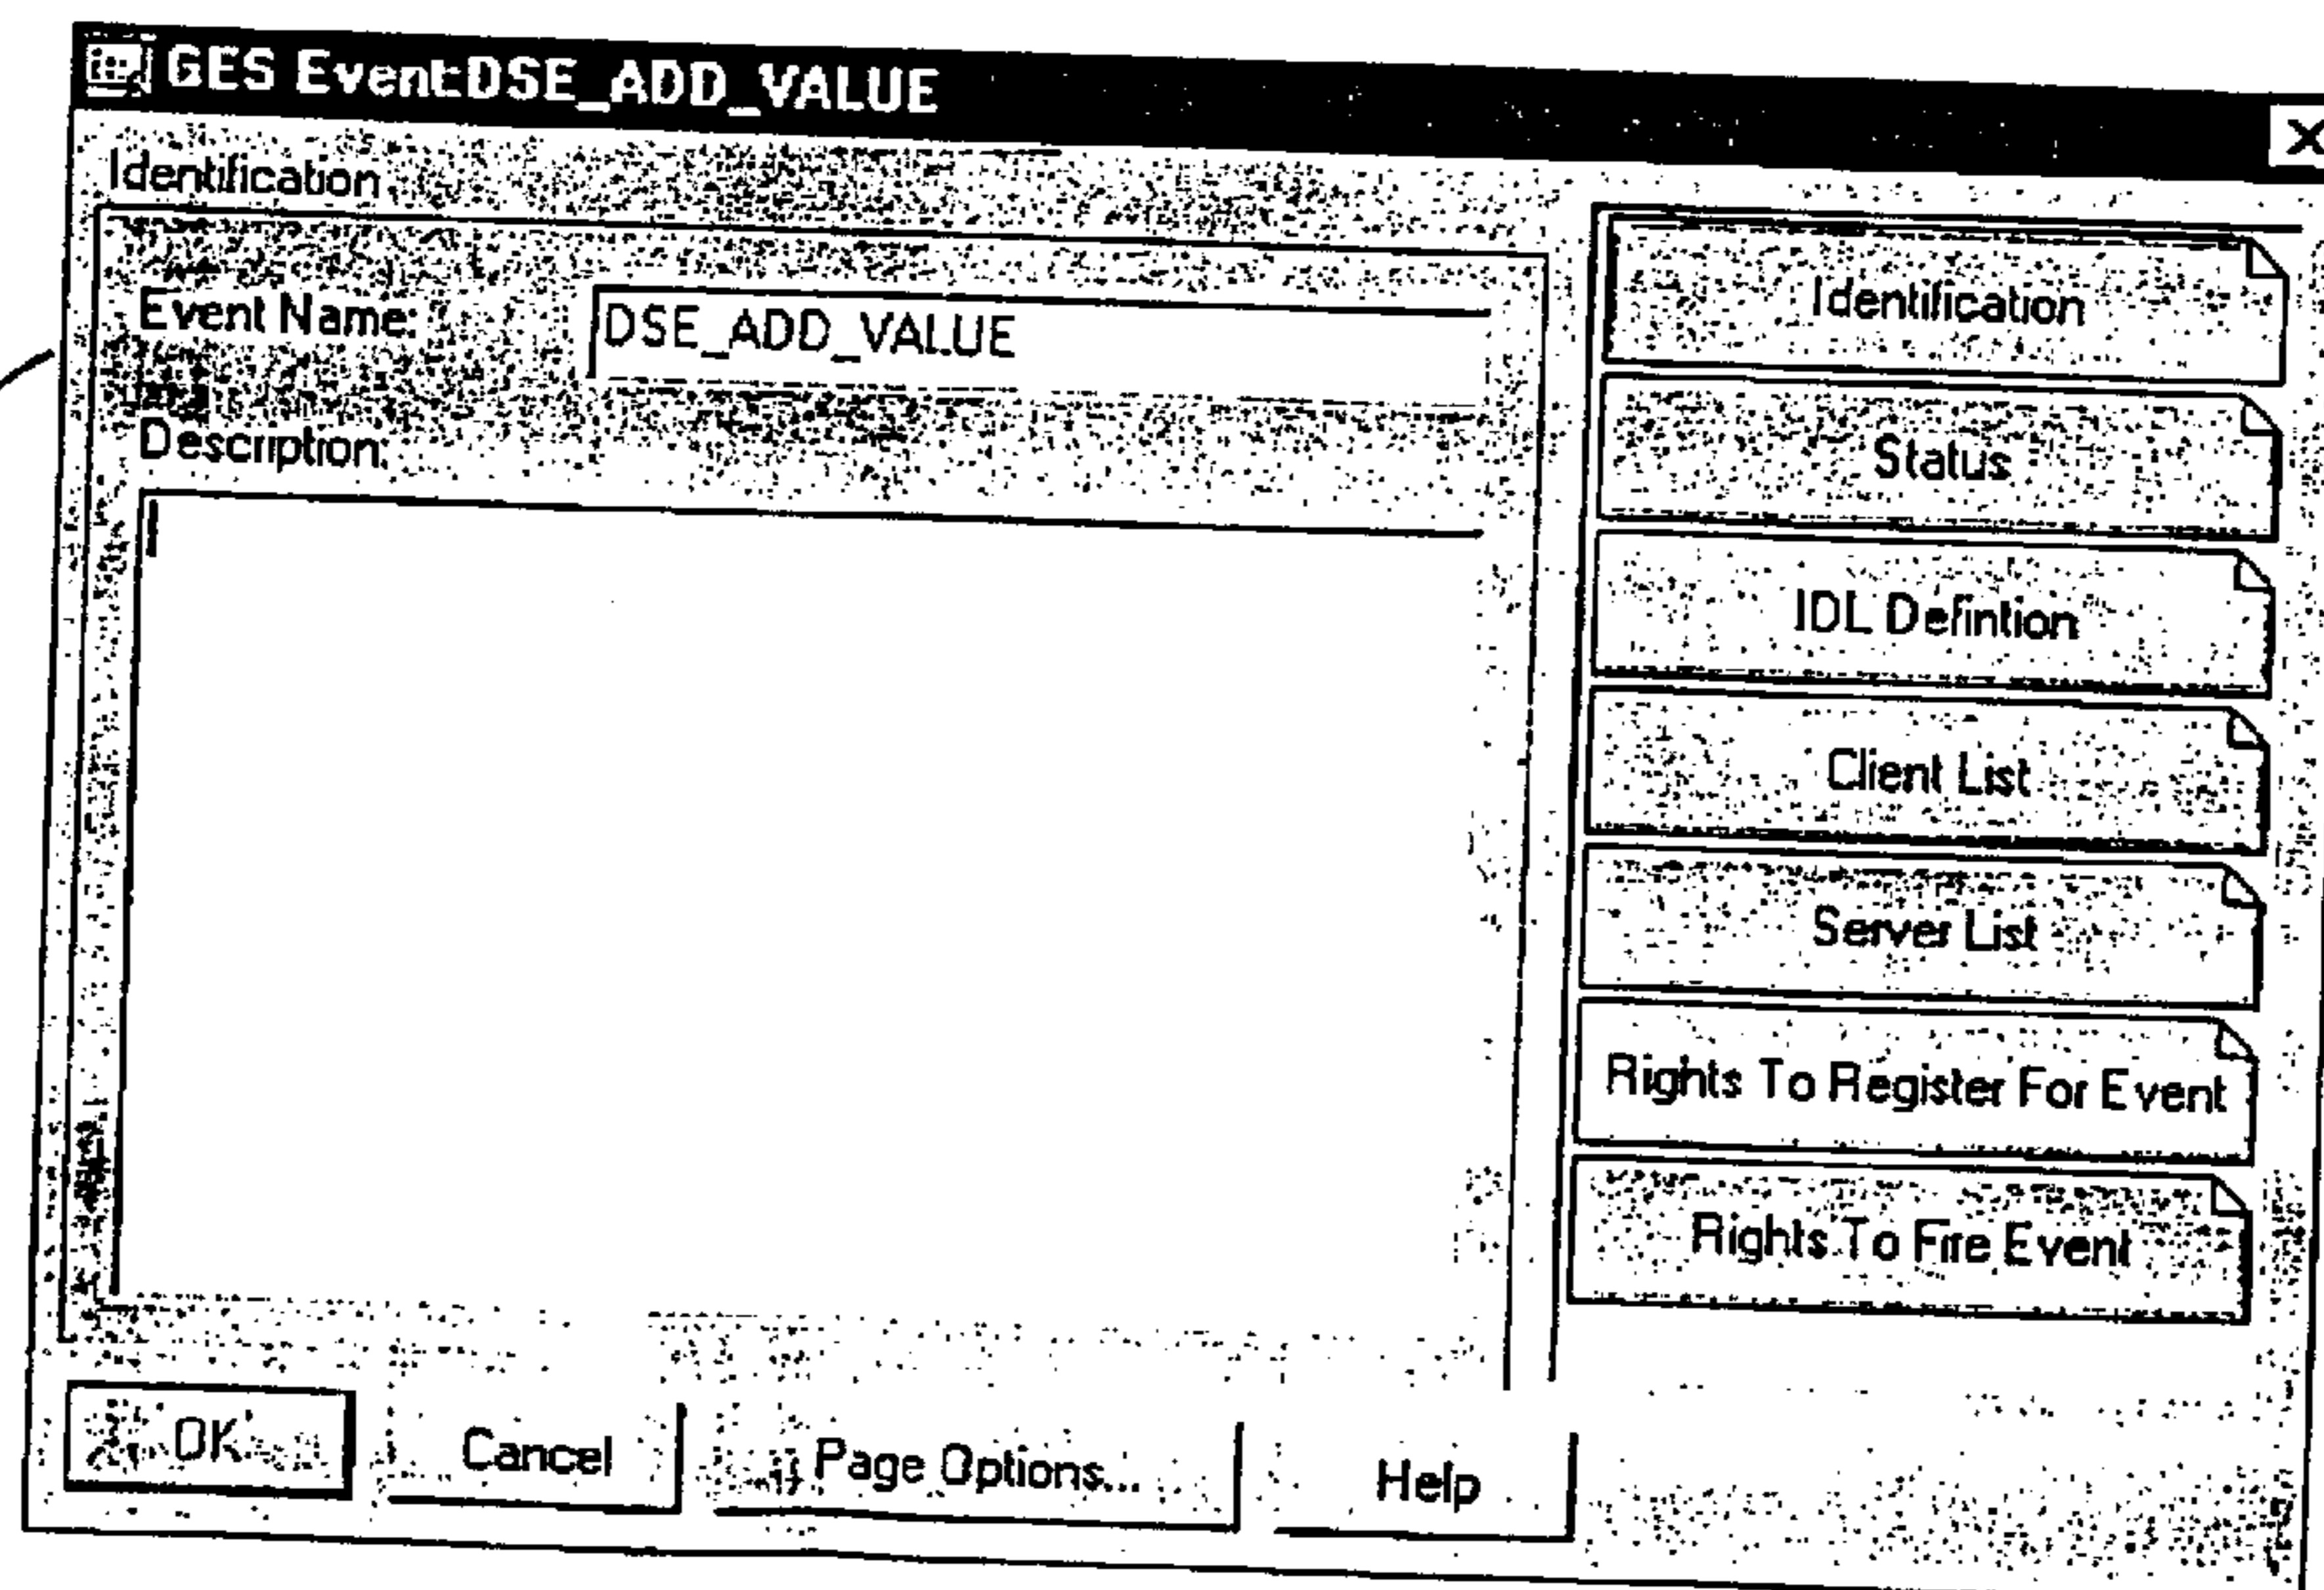 GES Event:DSE_ADD_VALUE
X
Identification
Event Name:
DSE_ADD_VALUE
Description:
Identification
Status
IDL Defintion
Client List
Server List
Rights To Register For Event
Rights To Fire Event
OK
Cancel
Page Options...
Help